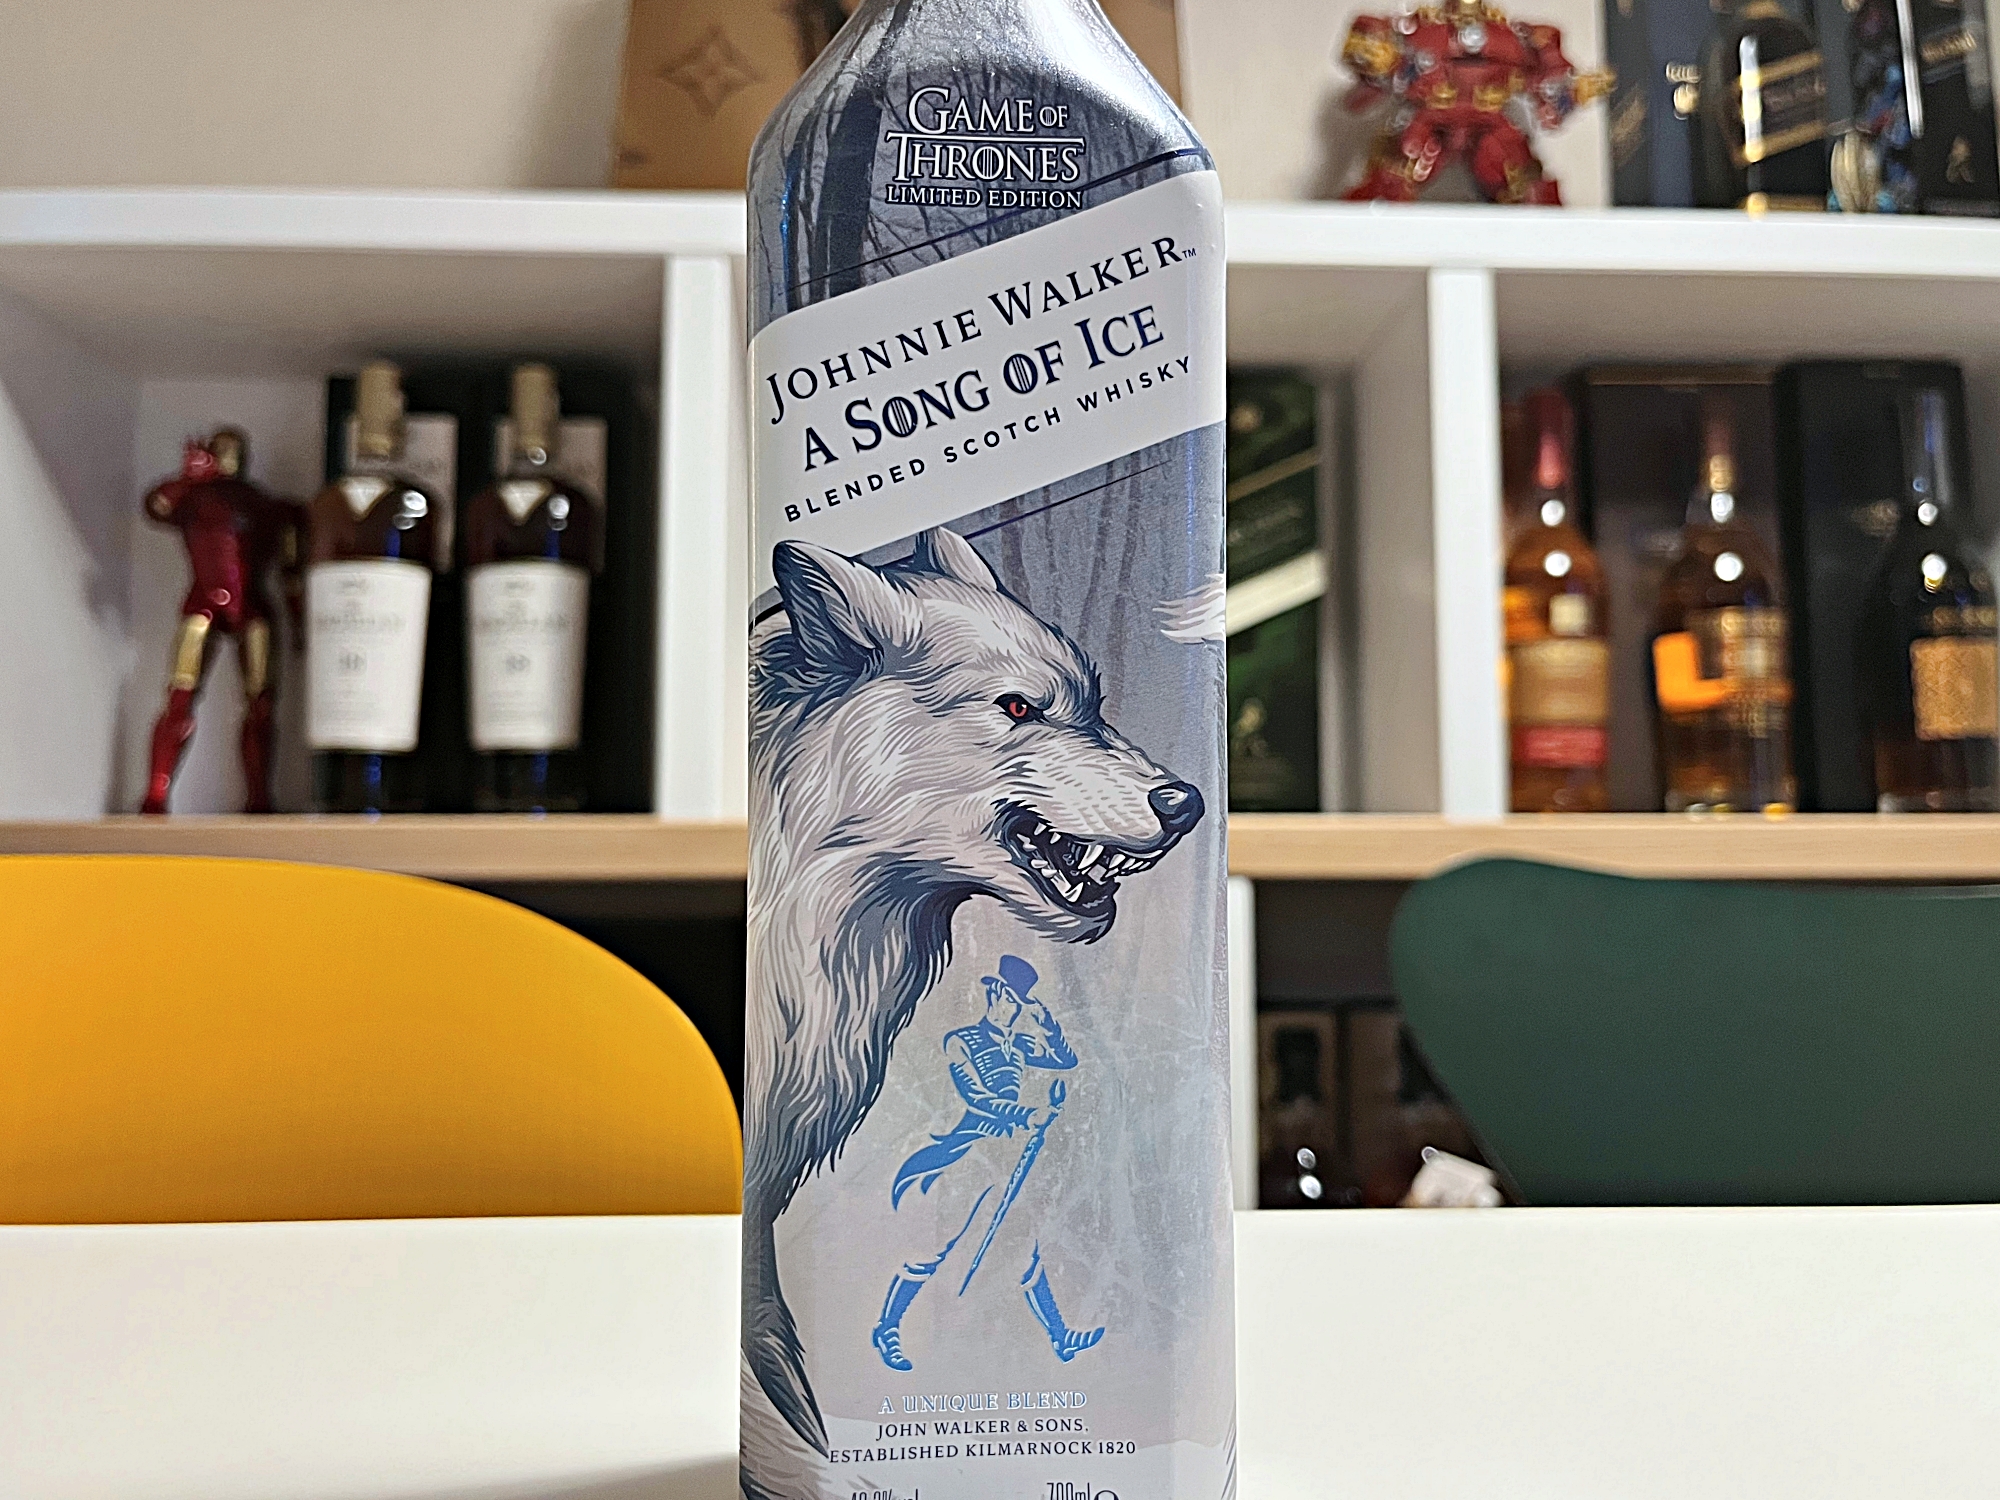 GAME OF
THRONES
LIMITED EDITION
JOHNNIE WALKER™
A SONG OF ICE
BLENDED SCOTCH WHISKY
A UNIQUE BLEND
JOHN WALKER & SONS,
ESTABLISHED KILMARNOCK 1820
700ml